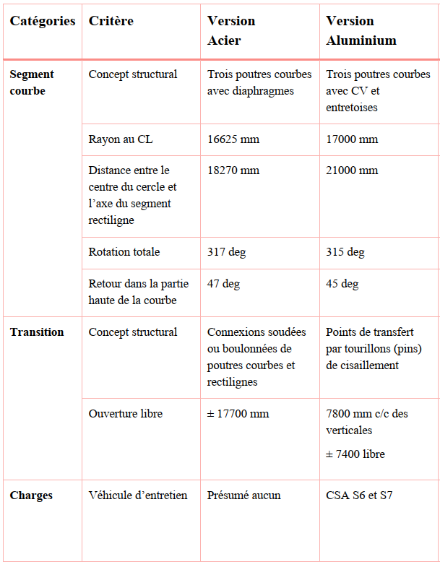 Catégories Critère Version Acier Version Aluminium
Segment courbe Concept structural Trois poutres courbes avec diaphragmes Trois poutres courbes avec CV et entretoises
Rayon au CL 16625 mm 17000 mm
Distance entre le centre du cercle et l’axe du segment rectiligne 18270 mm 21000 mm
Rotation totale 317 deg 315 deg
Retour dans la partie haute de la courbe 47 deg 45 deg
Transition Concept structural Connexions soudées ou boulonnées de poutres courbes et rectilignes Points de transfert par tourillons (pins) de cisaillement
Ouverture libre ± 17700 mm 7800 mm c/c des verticales
± 7400 libre
Charges Véhicule d’entretien Présumé aucun CSA S6 et S7